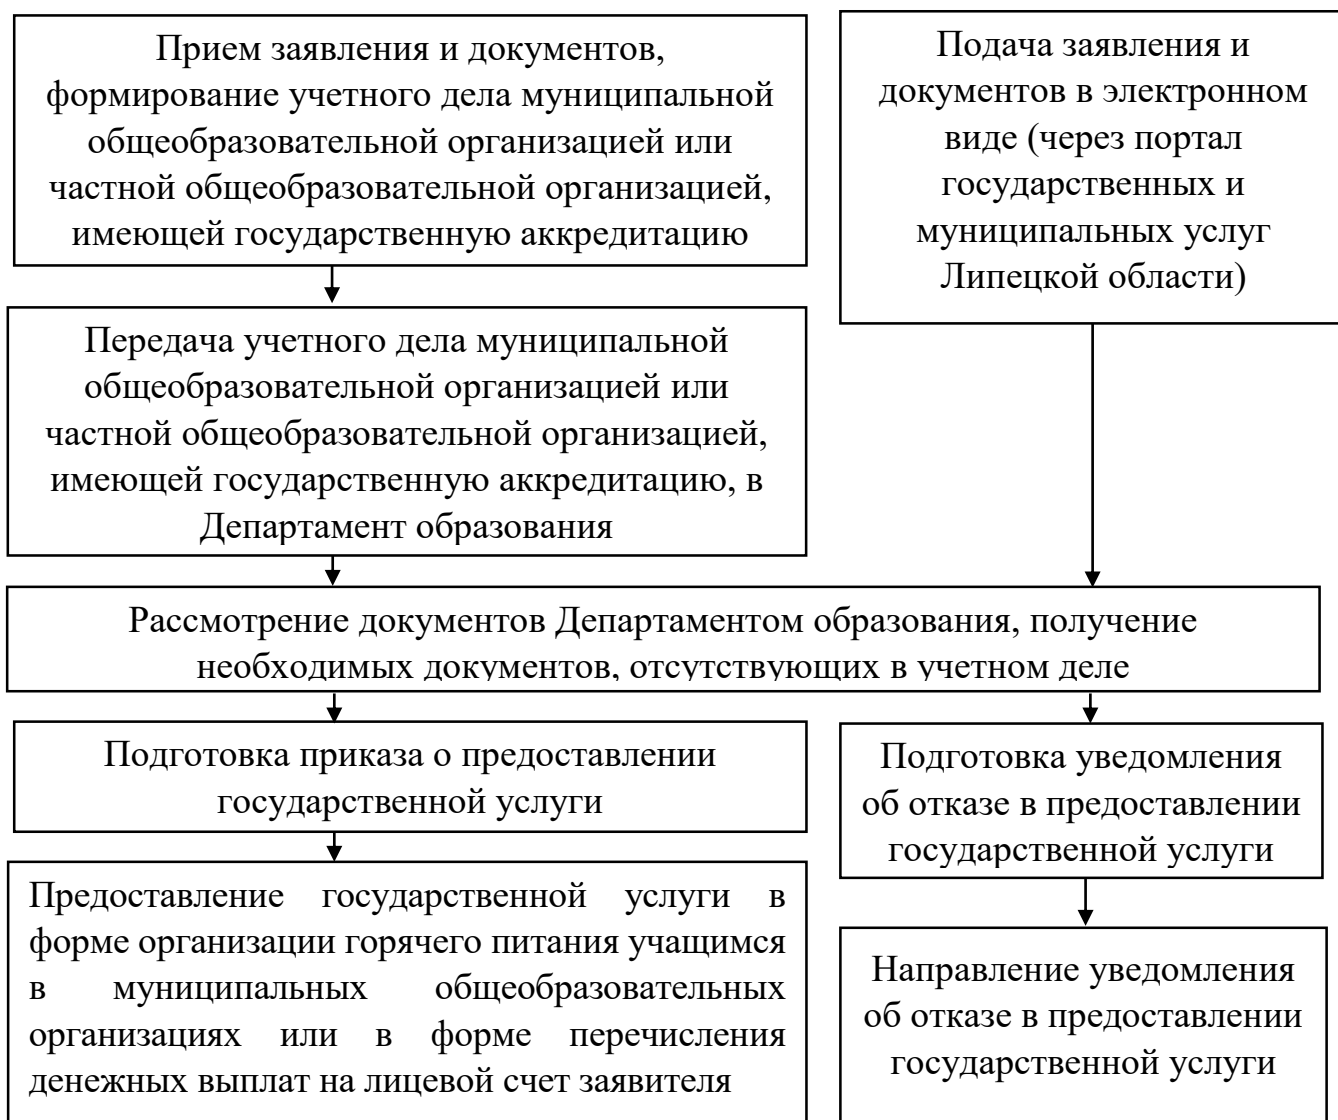 Прием заявления и документов,
формирование учетного дела муниципальной
общеобразовательной организацией или
частной общеобразовательной организацией,
имеющей государственную аккредитацию
Подача заявления и
документов в электронном
виде (через портал
государственных и
муниципальных услуг
Липецкой области)
Передача учетного дела муниципальной
общеобразовательной организацией или
частной общеобразовательной организацией,
имеющей государственную аккредитацию, в
Департамент образования
Рассмотрение документов Департаментом образования, получение
необходимых документов, отсутствующих в учетном деле
Подготовка приказа о предоставлении
государственной услуги
Подготовка уведомления
об отказе в предоставлении
государственной услуги
Предоставление государственной услуги в
форме организации горячего питания учащимся
в муниципальных общеобразовательных
организациях или в форме перечисления
денежных выплат на лицевой счет заявителя
Направление уведомления
об отказе в предоставлении
государственной услуги